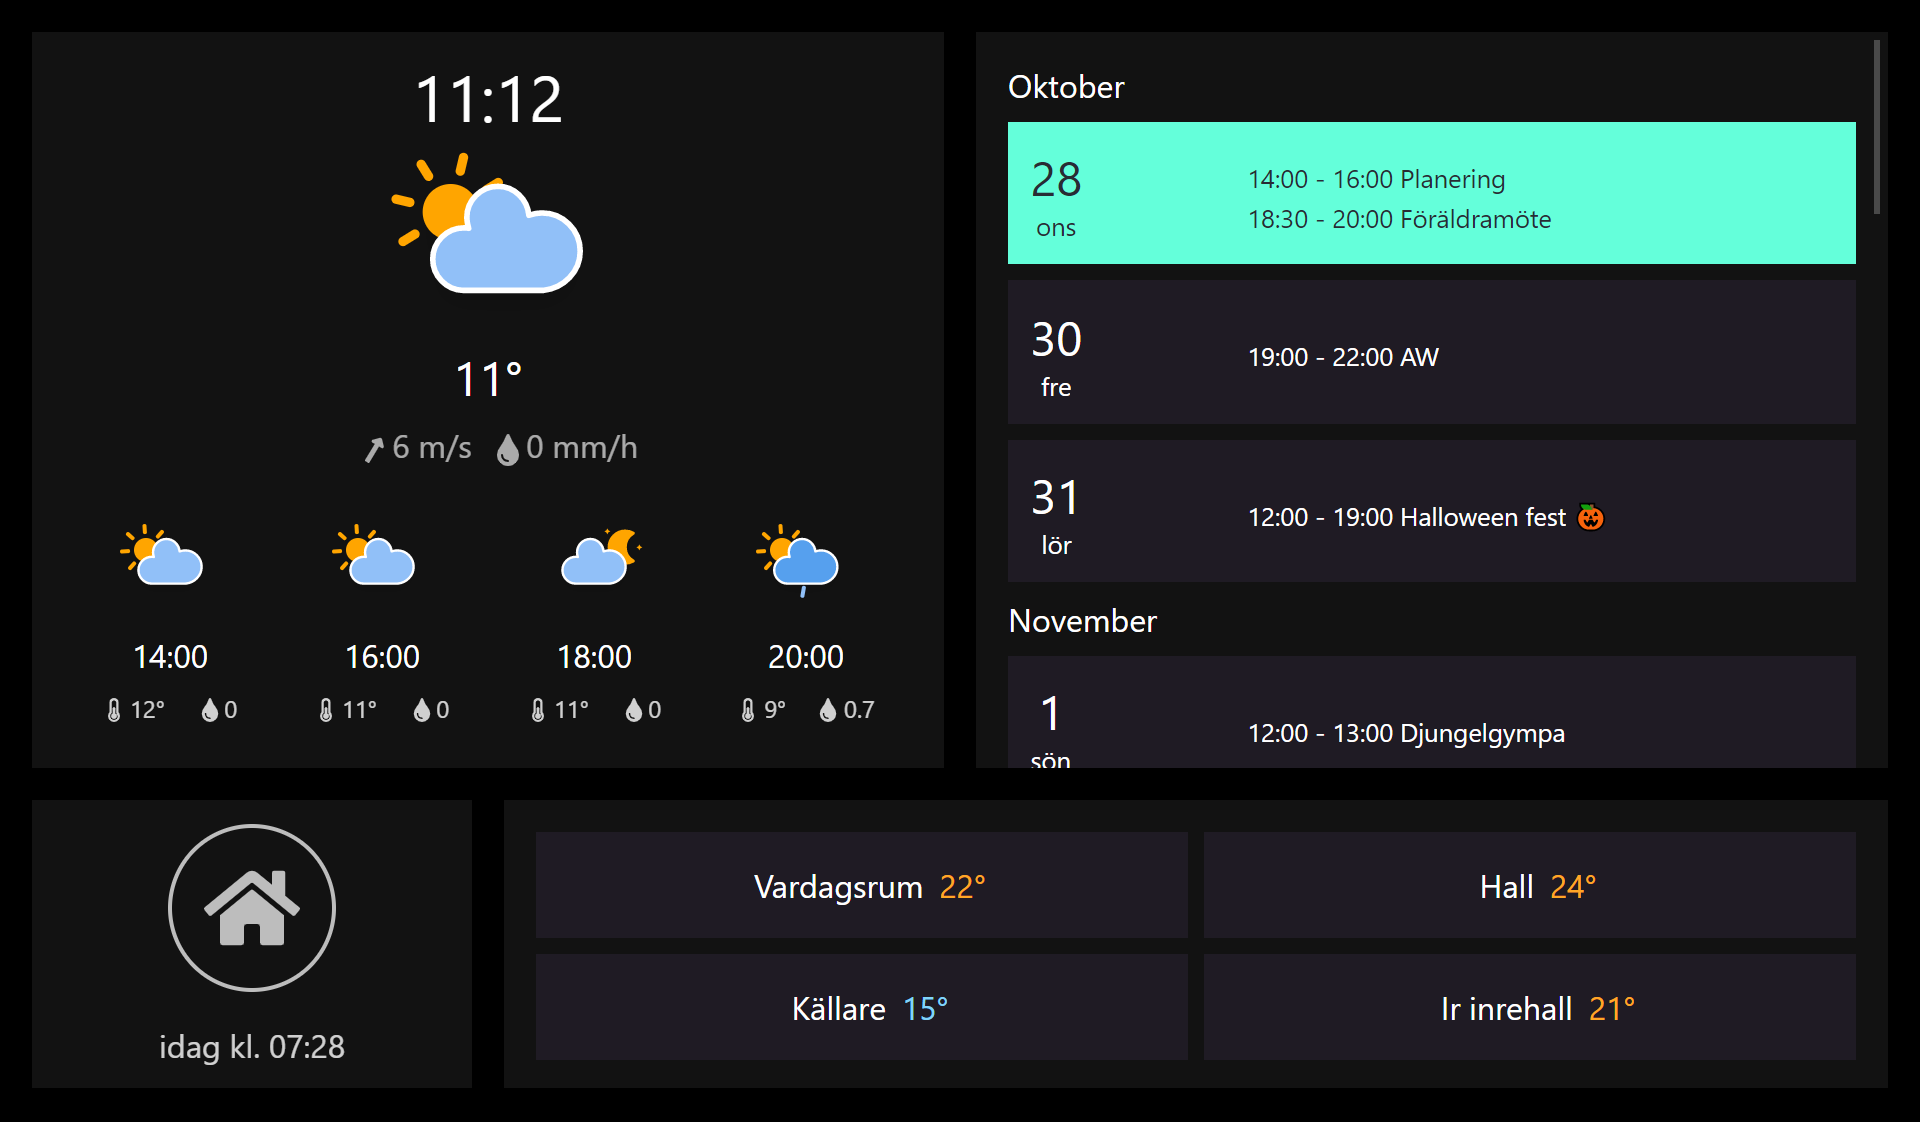 11:12
11°
6 m/s 0 mm/h
14:00 16:00 18:00 20:00
12° 0 11° 0 11° 0 9° 0.7
Oktober
28
ons
14:00 - 16:00 Planering
18:30 - 20:00 Föräldramöte
30
fre
19:00 - 22:00 AW
31
lör
12:00 - 19:00 Halloween fest 🎃
November
1
sön
12:00 - 13:00 Djungelgympa
idag kl. 07:28
Vardagsrum 22°
Hall 24°
Källare 15°
Ir inrehall 21°